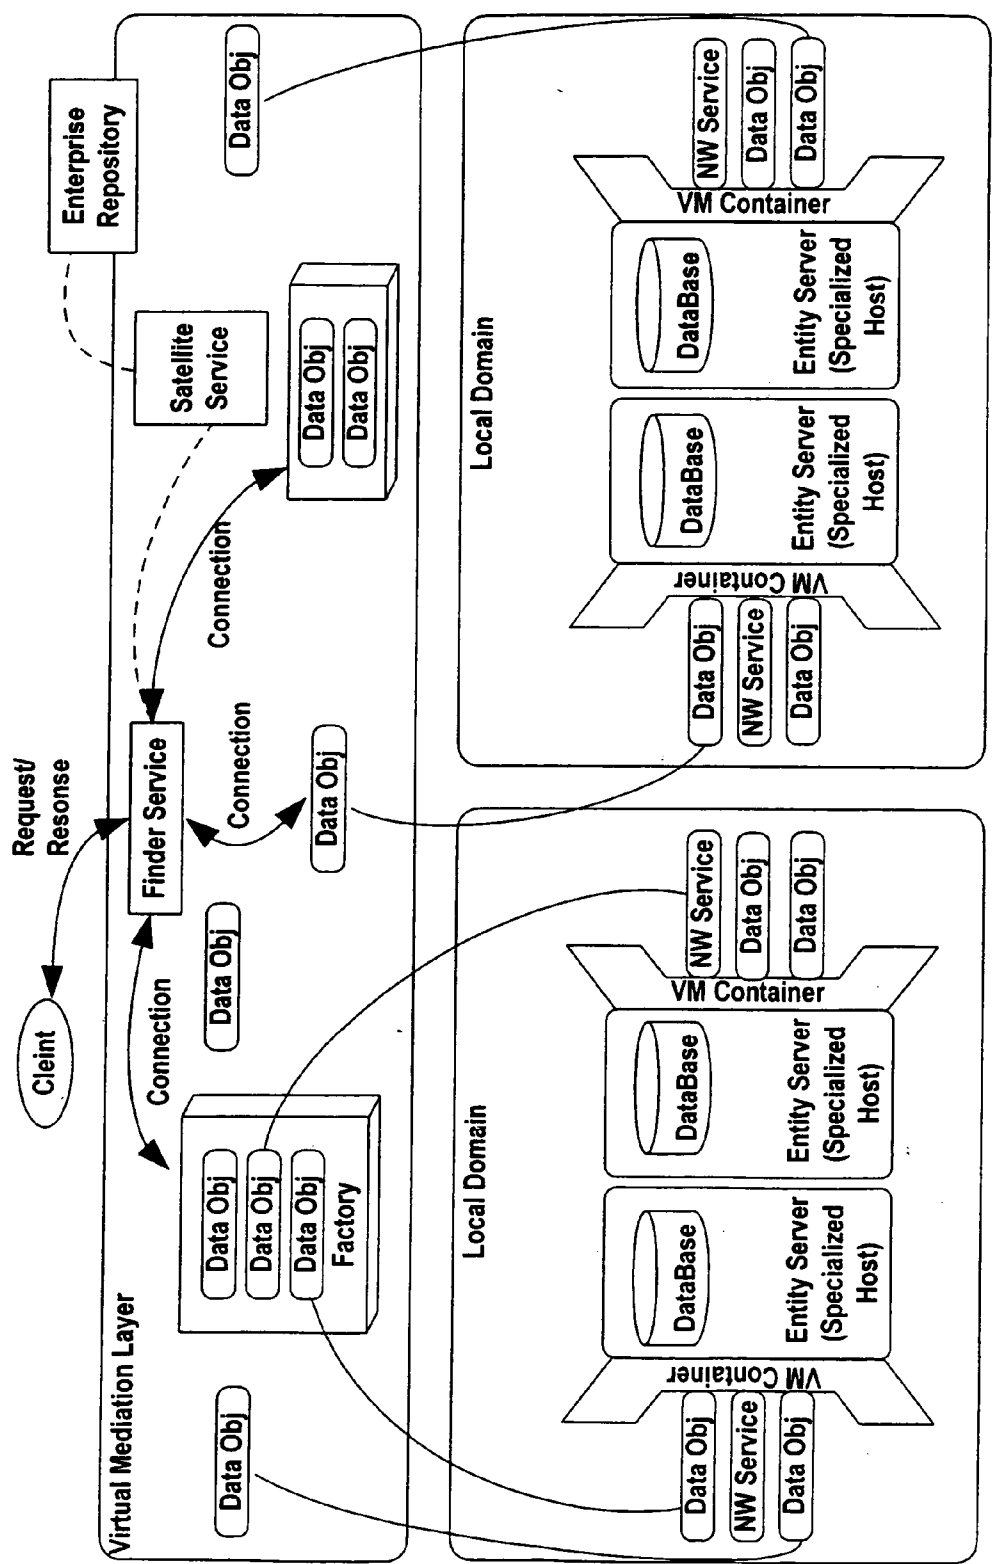 Cleint
Request/
Resonse
Enterprise
Repository
Virtual Mediation Layer
Finder Service
Satellite
Service
Connection
Connection
Connection
Data Obj
Data Obj
Data Obj
Data Obj
Factory
Data Obj
Data Obj
Data Obj
Data Obj
Data Obj
Local Domain
Data Obj
NW Service
Data Obj
VM Container
DataBase
Entity Server
(Specialized
Host)
DataBase
Entity Server
(Specialized
Host)
VM Container
NW Service
Data Obj
Data Obj
Local Domain
Data Obj
NW Service
Data Obj
VM Container
DataBase
Entity Server
(Specialized
Host)
DataBase
Entity Server
(Specialized
Host)
VM Container
NW Service
Data Obj
Data Obj